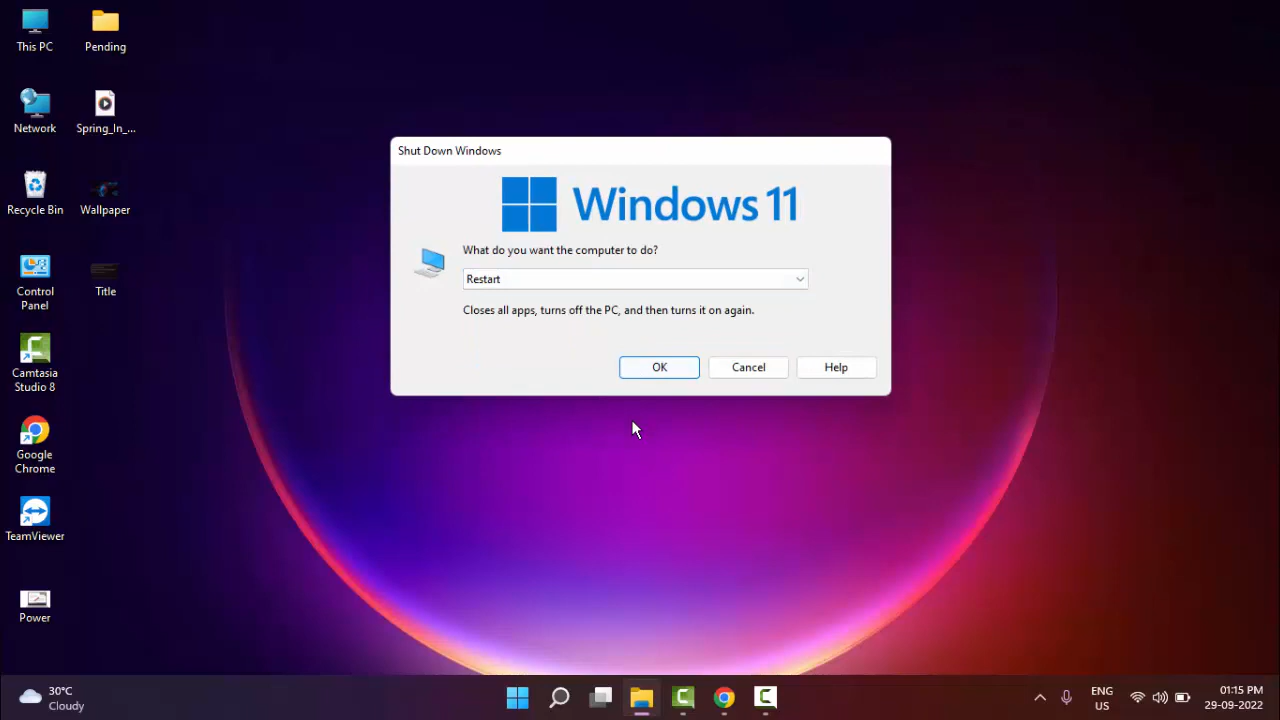 This PC
Pending
Network
Spring_In_...
Recycle Bin
Wallpaper
Control
Panel
Title
Camtasia
Studio 8
Google
Chrome
TeamViewer
Power
Shut Down Windows
Windows 11
What do you want the computer to do?
Restart
Closes all apps, turns off the PC, and then turns it on again.
OK
Cancel
Help
30°C
Cloudy
ENG
US
01:15 PM
29-09-2022